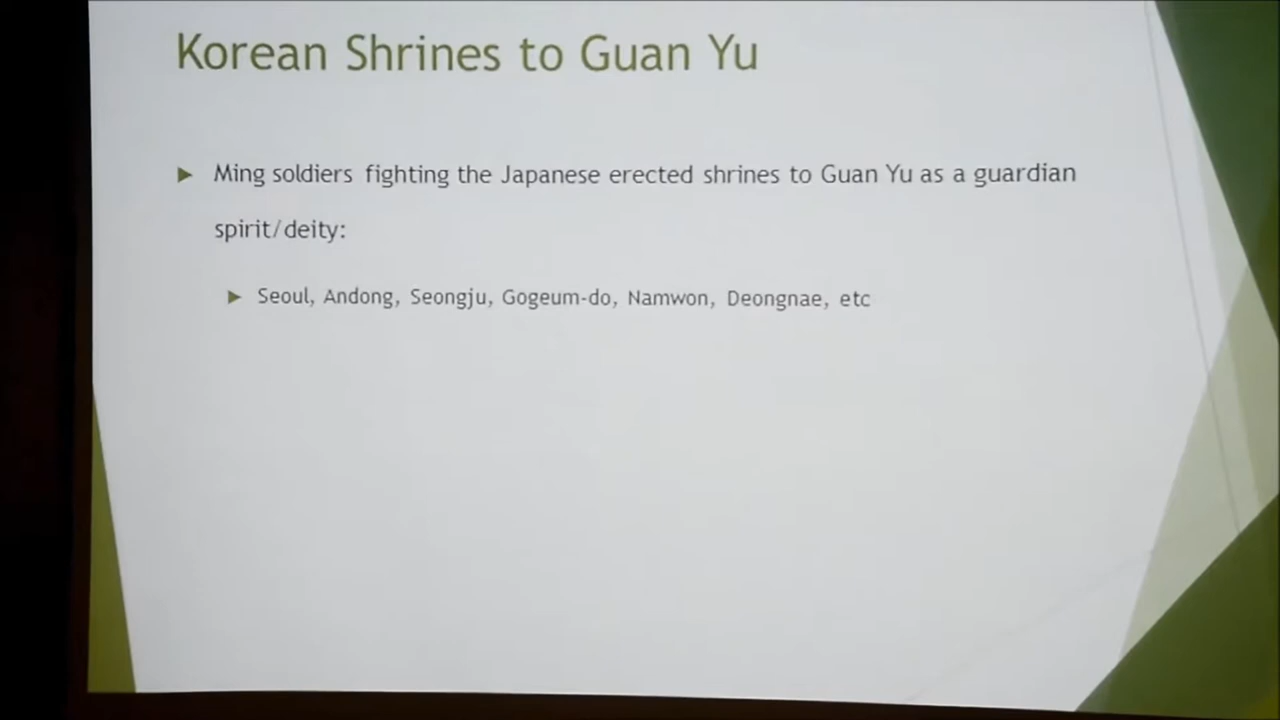 Korean Shrines to Guan Yu
Ming soldiers fighting the Japanese erected shrines to Guan Yu as a guardian
spirit/deity:
Seoul, Andong, Seongju, Gogeum-do, Namwon, Deongnae, etc